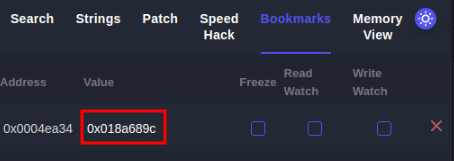 Search Strings Patch Speed Hack Bookmarks Memory View
Address Value Freeze Read Watch Write Watch
0x0004ea34 0x018a689c